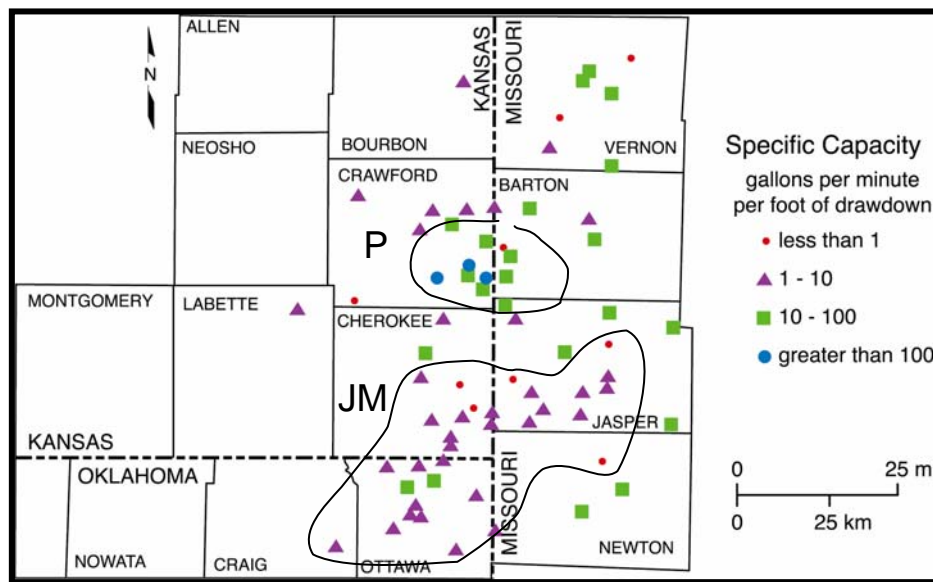 ALLEN
N
KANSAS
MISSOURI
NEOSHO
BOURBON
VERNON
CRAWFORD
BARTON
P
MONTGOMERY
LABETTE
CHEROKEE
JM
JASPER
KANSAS
OKLAHOMA
MISSOURI
NOWATA
CRAIG
OTTAWA
NEWTON
Specific Capacity
gallons per minute
per foot of drawdown
less than 1
1 - 10
10 - 100
greater than 100
0 25 m
0 25 km